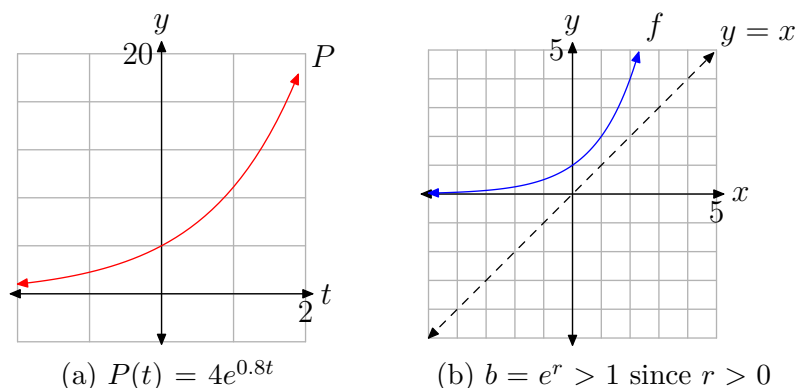 y
20
P
t
2
(a) P(t) = 4e^{0.8t}
y
5
f
y = x
x
5
(b) b = e^r > 1 since r > 0